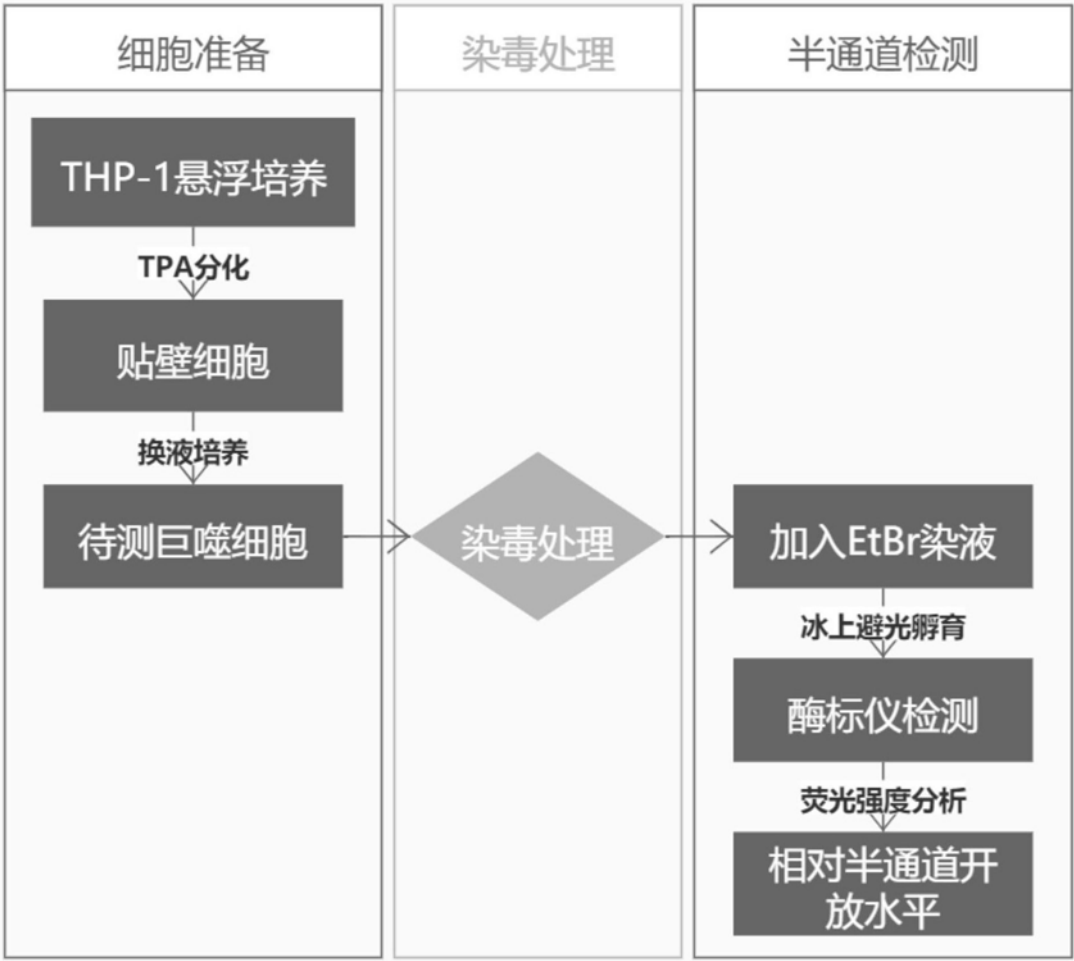 细胞准备
THP-1悬浮培养
TPA分化
贴壁细胞
换液培养
待测巨噬细胞
染毒处理
染毒处理
半通道检测
加入EtBr染液
冰上避光孵育
酶标仪检测
荧光强度分析
相对半通道开
放水平